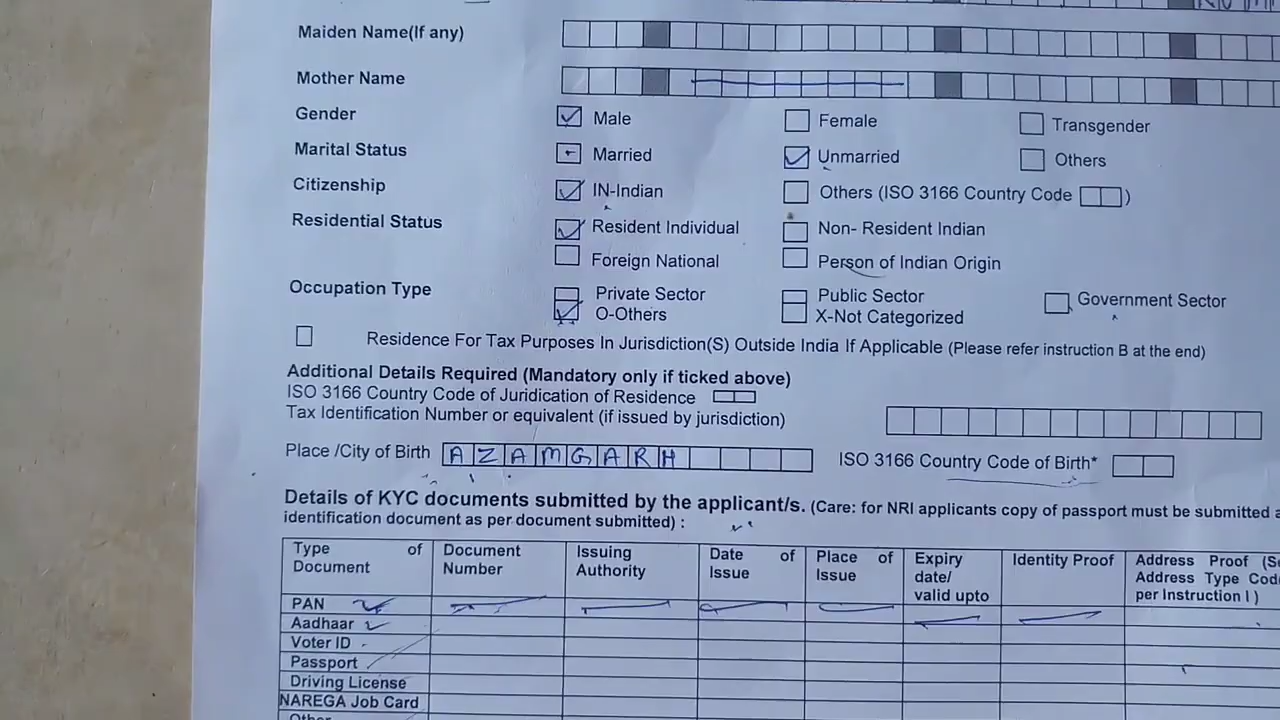 Maiden Name(If any)
Mother Name
Gender Male Female Transgender
Marital Status Married Unmarried Others
Citizenship IN-Indian Others (ISO 3166 Country Code )
Residential Status Resident Individual Non- Resident Indian
Foreign National Person of Indian Origin
Occupation Type Private Sector Public Sector Government Sector
O-Others X-Not Categorized
Residence For Tax Purposes In Jurisdiction(S) Outside India If Applicable (Please refer instruction B at the end)
Additional Details Required (Mandatory only if ticked above)
ISO 3166 Country Code of Juridication of Residence
Tax Identification Number or equivalent (if issued by jurisdiction)
Place /City of Birth AZAMGARH ISO 3166 Country Code of Birth*
Details of KYC documents submitted by the applicant/s. (Care: for NRI applicants copy of passport must be submitted
identification document as per document submitted) :
Type of Document Number Issuing Date of Place of Expiry Identity Proof Address Proof
Document Number Authority Issue Issue date/ Address Type
valid upto per Instruction I )
PAN
Aadhaar
Voter ID
Passport
Driving License
NAREGA Job Card
Other